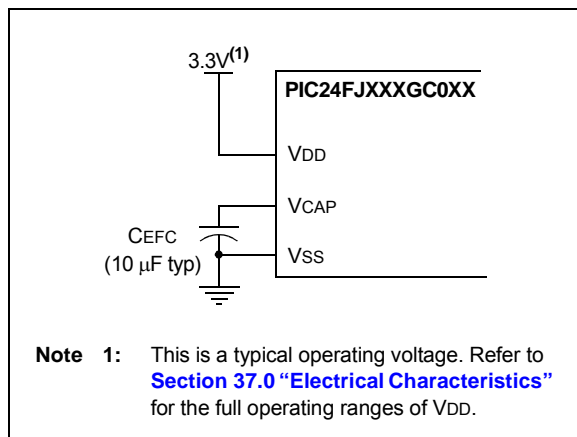 3.3V(1)
PIC24FJXXXGC0XX
VDD
VCAP
CEFC
(10 μF typ)
VSS
Note 1: This is a typical operating voltage. Refer to
Section 37.0 “Electrical Characteristics”
for the full operating ranges of VDD.